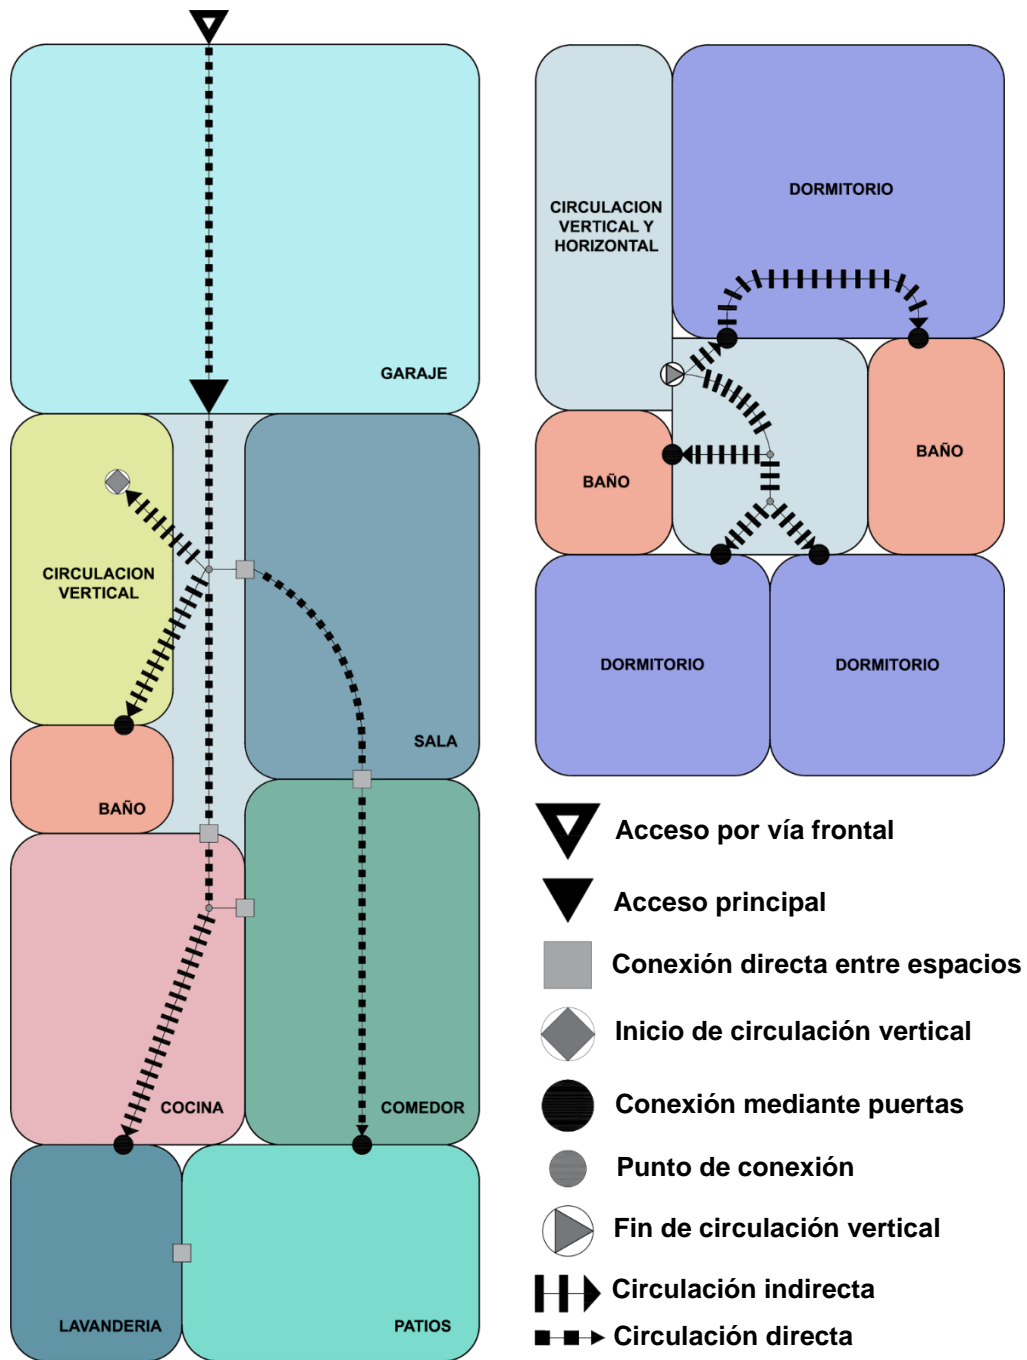 GARAJE
CIRCULACION
VERTICAL
SALA
BAÑO
COCINA
COMEDOR
LAVANDERIA
PATIOS
CIRCULACION
VERTICAL Y
HORIZONTAL
DORMITORIO
BAÑO
BAÑO
DORMITORIO
DORMITORIO
Acceso por vía frontal
Acceso principal
Conexión directa entre espacios
Inicio de circulación vertical
Conexión mediante puertas
Punto de conexión
Fin de circulación vertical
Circulación indirecta
Circulación directa